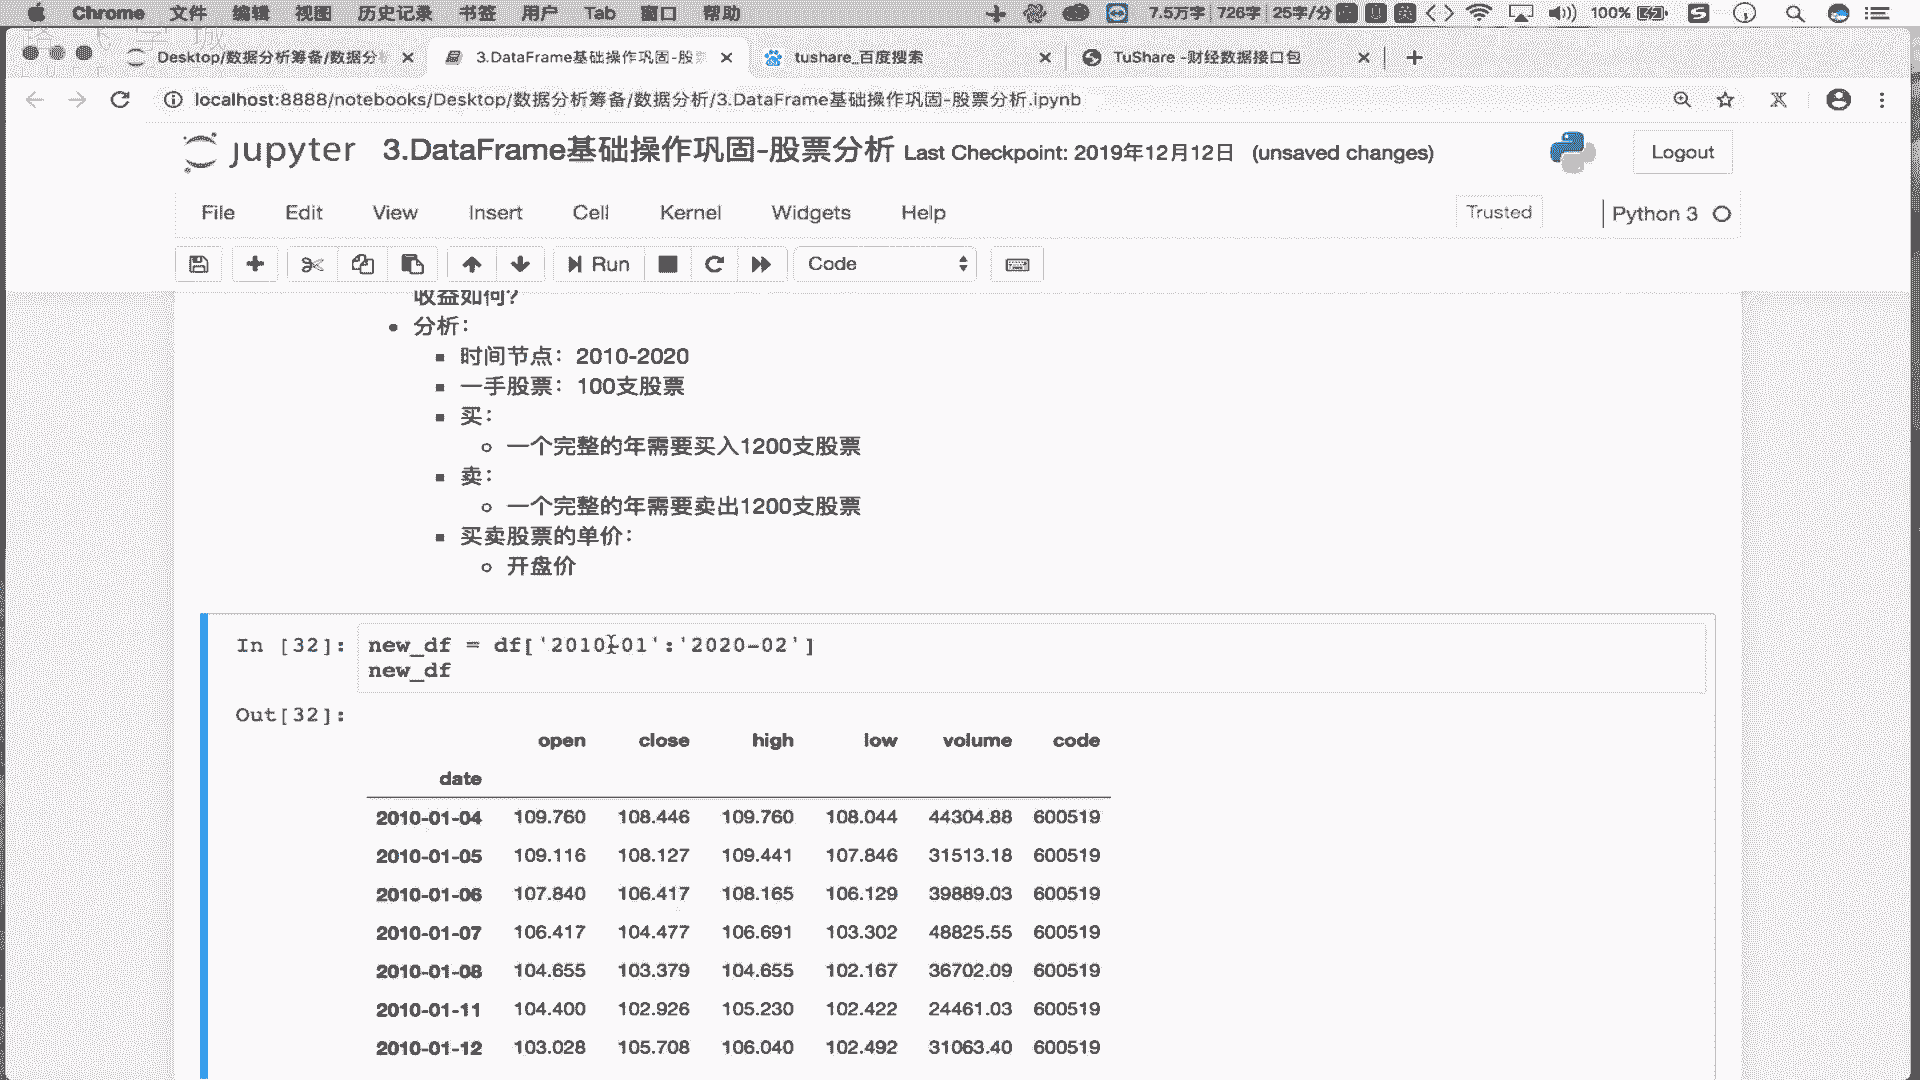 Chrome 文件 编辑 视图 历史记录 书签 用户 Tab 窗口 帮助 7.5万字 726字 25字/分 100%
Desktop/数据分析筹备/数据分析 3.DataFrame基础操作巩固-股票 tushare_百度搜索 TuShare -财经数据接口包
localhost:8888/notebooks/Desktop/数据分析筹备/数据分析/3.DataFrame基础操作巩固-股票分析.ipynb
jupyter 3.DataFrame基础操作巩固-股票分析 Last Checkpoint: 2019年12月12日 (unsaved changes) Logout
File Edit View Insert Cell Kernel Widgets Help Trusted Python 3
Run Code
收益如何?
分析:
时间节点: 2010-2020
一手股票: 100支股票
买:
一个完整的年需要买入1200支股票
卖:
一个完整的年需要卖出1200支股票
买卖股票的单价:
开盘价
In [32]: new_df = df['2010-01':'2020-02']
new_df
Out[32]:
open close high low volume code
date
2010-01-04 109.760 108.446 109.760 108.044 44304.88 600519
2010-01-05 109.116 108.127 109.441 107.846 31513.18 600519
2010-01-06 107.840 106.417 108.165 106.129 39889.03 600519
2010-01-07 106.417 104.477 106.691 103.302 48825.55 600519
2010-01-08 104.655 103.379 104.655 102.167 36702.09 600519
2010-01-11 104.400 102.926 105.230 102.422 24461.03 600519
2010-01-12 103.028 105.708 106.040 102.492 31063.40 600519